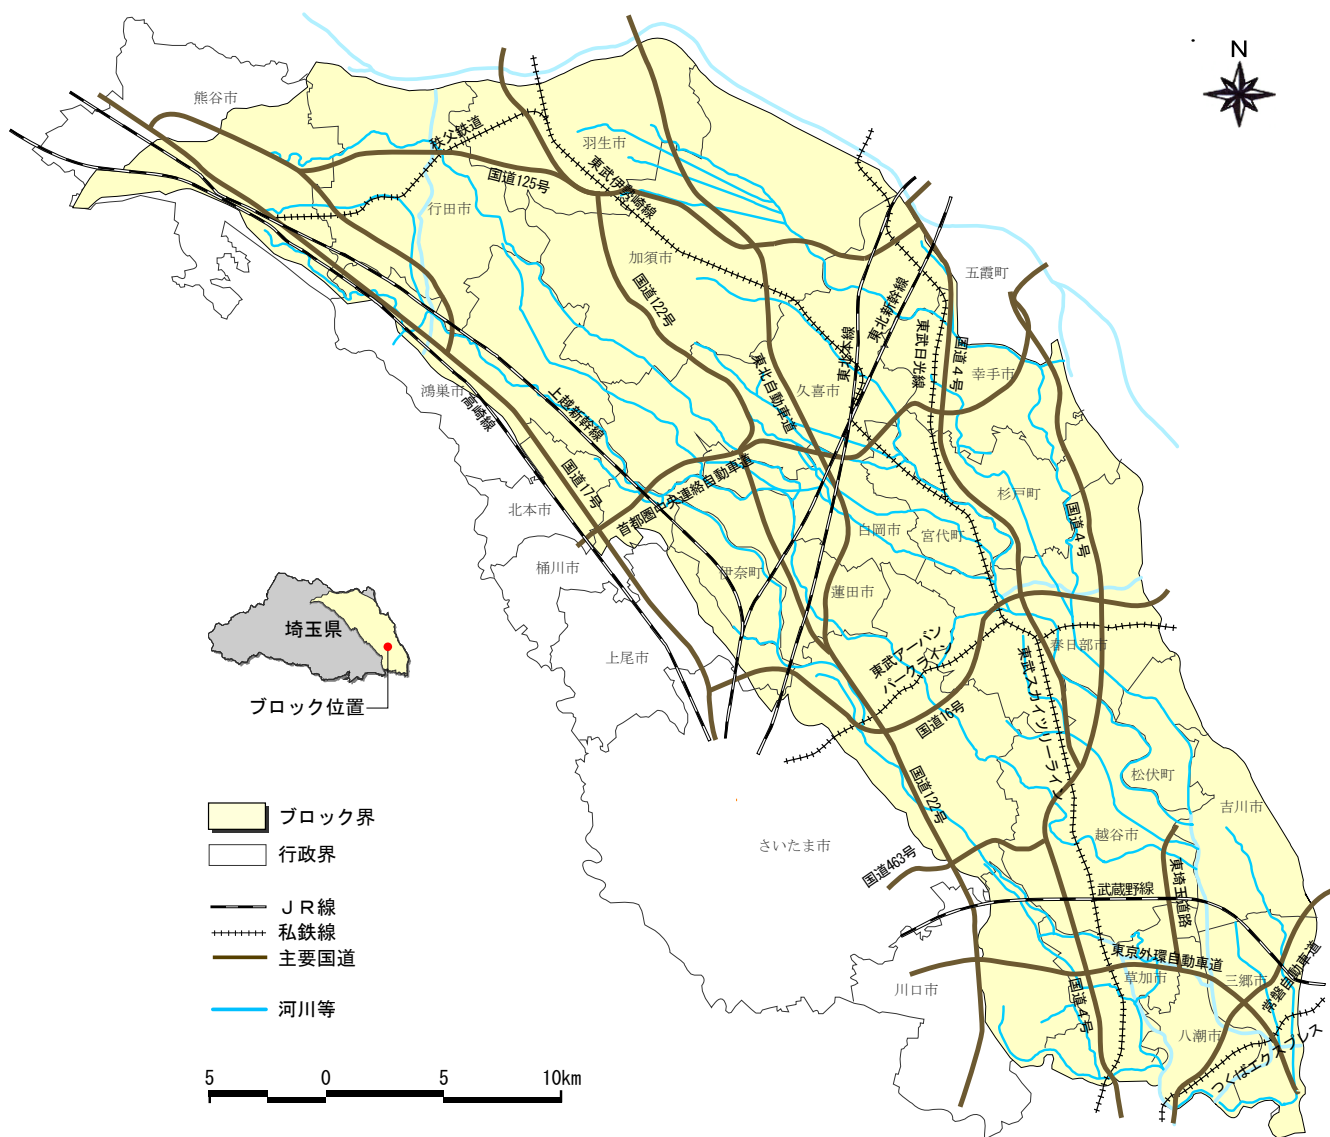 N
熊谷市
秩父鉄道
羽生市
国道125号
東武伊勢崎線
行田市
加須市
五霞町
国道122号
東北本線
東北新幹線
東武日光線
国道4号
幸手市
東北自動車道
久喜市
鴻巣市
高崎線
上越新幹線
国道17号
首都圏中央連絡自動車道
北本市
杉戸町
国道4号
白岡市
宮代町
桶川市
伊奈町
蓮田市
埼玉県
上尾市
東武アーバン
パークライン
春日部市
東武スカイツリーライン
ブロック位置
国道16号
松伏町
国道122号
吉川市
ブロック界
越谷市
さいたま市
行政界
国道463号
東埼玉道路
武蔵野線
JR線
私鉄線
主要国道
東京外環自動車道
草加市
三郷市
常磐自動車道
川口市
国道4号
河川等
八潮市
つくばエクスプレス
5 0 5 10km